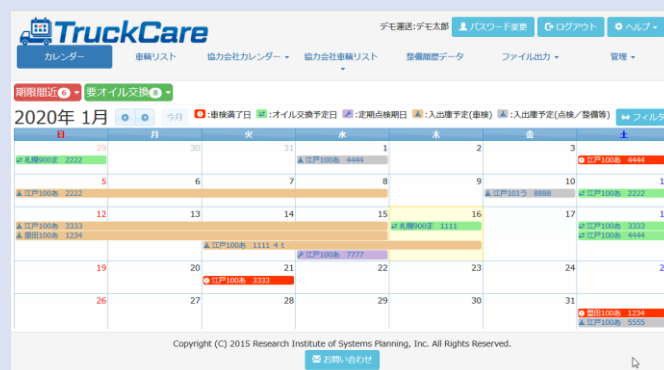 TruckCare
デモ運送:デモ太郎 パスワード変更 ログアウト ヘルプ
カレンダー 車輌リスト 協力会社カレンダー 協力会社車輌リスト 整備履歴データ ファイル出力 管理
期限間近 6 要オイル交換 8
2020年 1月 今月 :車検満了日 :オイル交換予定日 :定期点検期日 :入出庫予定(車検) :入出庫予定(点検/整備等) フィルタ
日 月 火 水 木 金 土
29 30 31 1 2 3
札幌900ま 2222 江戸100あ 4444 江戸100あ 4444
5 6 7 8 9 10 1
江戸100あ 2222 江戸101う 8888 江戸100あ 2222
12 13 14 15 16 17 1
江戸100あ 3333 札幌900ま 1111 江戸100あ 3333
墨田100あ 1234 江戸100あ 4444
江戸100あ 1111 4t
江戸100あ 7777
19 20 21 22 23 24 2
江戸100あ 3333
26 27 28 29 30 31
墨田100あ 1234
江戸100あ 5555
Copyright (C) 2015 Research Institute of Systems Planning, Inc. All Rights Reserved.
お問い合わせ